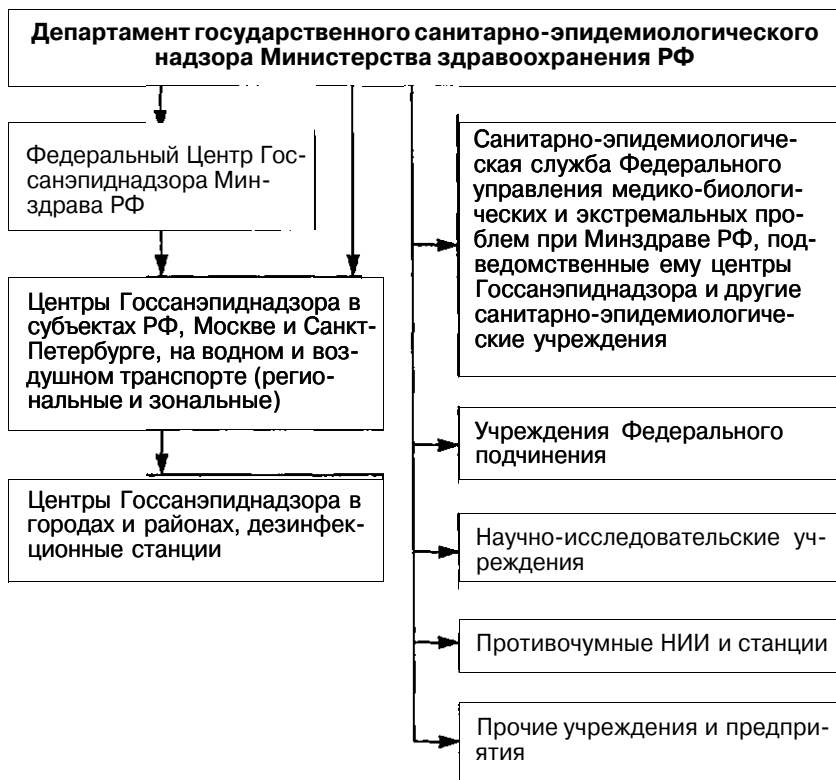 Департамент государственного санитарно-эпидемиологического
надзора Министерства здравоохранения РФ
Федеральный Центр Гос-
санэпиднадзора Мин-
здрава РФ
Центры Госсанэпиднадзора в
субъектах РФ, Москве и Санкт-
Петербурге, на водном и воз-
душном транспорте (регио-
нальные и зональные)
Центры Госсанэпиднадзора в
городах и районах, дезинфек-
ционные станции
Санитарно-эпидемиологиче-
ская служба Федерального
управления медико-биологи-
ческих и экстремальных про-
блем при Минздраве РФ, под-
ведомственные ему центры
Госсанэпиднадзора и другие
санитарно-эпидемиологиче-
ские учреждения
Учреждения Федерального
подчинения
Научно-исследовательские уч-
реждения
Противочумные НИИ и станции
Прочие учреждения и предпри-
ятия